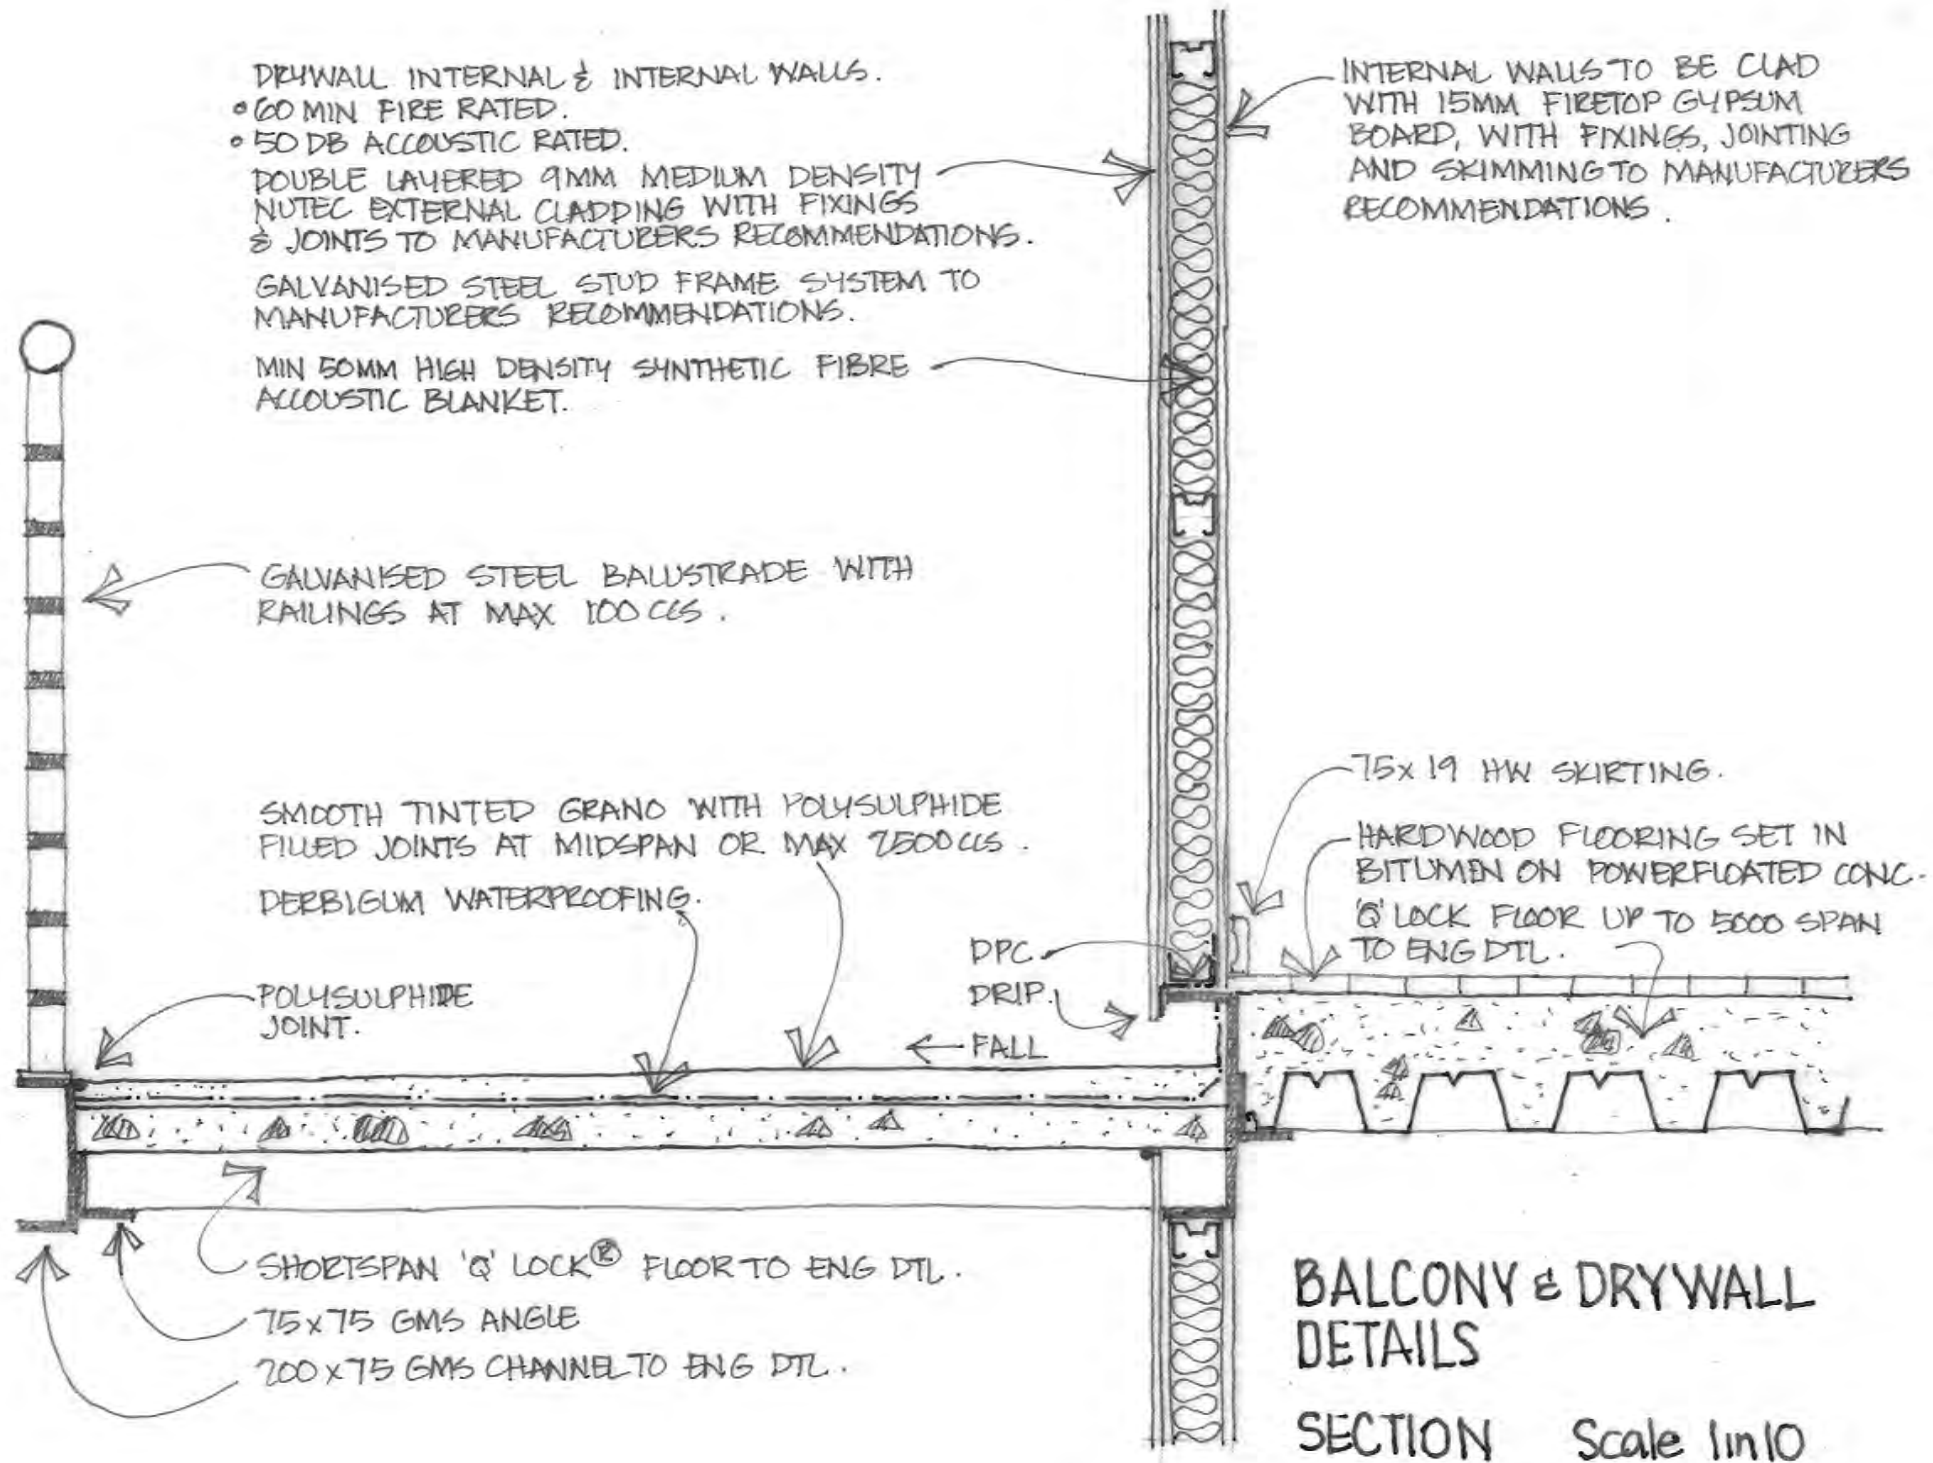 DRYWALL INTERNAL & INTERNAL WALLS.
• 60 MIN FIRE RATED.
• 50 DB ACCOUSTIC RATED.
DOUBLE LAYERED 9MM MEDIUM DENSITY
NUTEC EXTERNAL CLADDING WITH FIXINGS
& JOINTS TO MANUFACTURERS RECOMMENDATIONS.
GALVANISED STEEL STUD FRAME SYSTEM TO
MANUFACTURERS RECOMMENDATIONS.
MIN 50MM HIGH DENSITY SYNTHETIC FIBRE
ACCOUSTIC BLANKET.
INTERNAL WALLS TO BE CLAD
WITH 15MM FIRETOP GYPSUM
BOARD, WITH FIXINGS, JOINTING
AND SKIMMING TO MANUFACTURERS
RECOMMENDATIONS.
GALVANISED STEEL BALUSTRADE WITH
RAILINGS AT MAX 100 CCS.
SMOOTH TINTED GRANO WITH POLYSULPHIDE
FILLED JOINTS AT MIDSPAN OR MAX 2500 CCS.
DERBIGUM WATERPROOFING.
POLYSULPHIDE
JOINT.
DPC.
DRIP.
← FALL
75x19 HW SKIRTING.
HARDWOOD FLOORING SET IN
BITUMEN ON POWERFLOATED CONC.
'Q' LOCK FLOOR UP TO 5000 SPAN
TO ENG DTL.
SHORTSPAN 'Q' LOCK® FLOOR TO ENG DTL.
75x75 GMS ANGLE
200x75 GMS CHANNEL TO ENG DTL.
BALCONY & DRYWALL
DETAILS
SECTION Scale 1in10